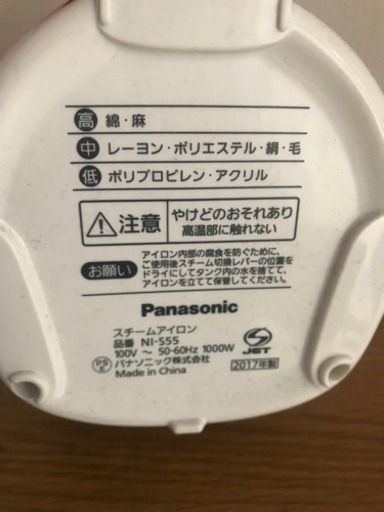 高 綿・麻
中 レーヨン・ポリエステル・絹・毛
低 ポリプロピレン・アクリル
注意 やけどのおそれあり
高温部に触れない
お願い
アイロン内部の腐食を防ぐために、
ご使用後スチーム切換レバーの位置を
ドライにしてタンク内の水を捨てて、
アイロンを立てて保管してください。
Panasonic
スチームアイロン
品番 NI-S55
100V ～ 50-60Hz 1000W
PSE パナソニック株式会社
Made in China
JET
2017年製